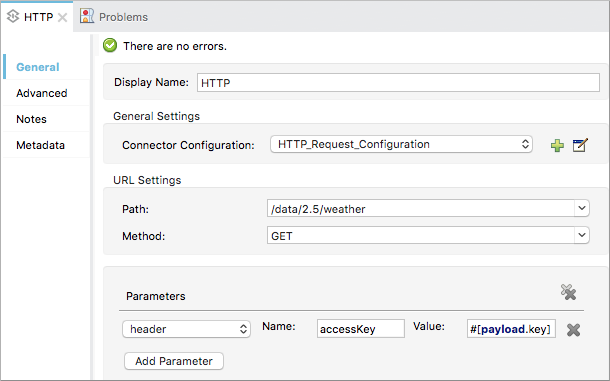 HTTP Problems
There are no errors.
General
Advanced
Notes
Metadata
Display Name: HTTP
General Settings
Connector Configuration: HTTP_Request_Configuration
URL Settings
Path: /data/2.5/weather
Method: GET
Parameters
header Name: accessKey Value: #[payload.key]
Add Parameter